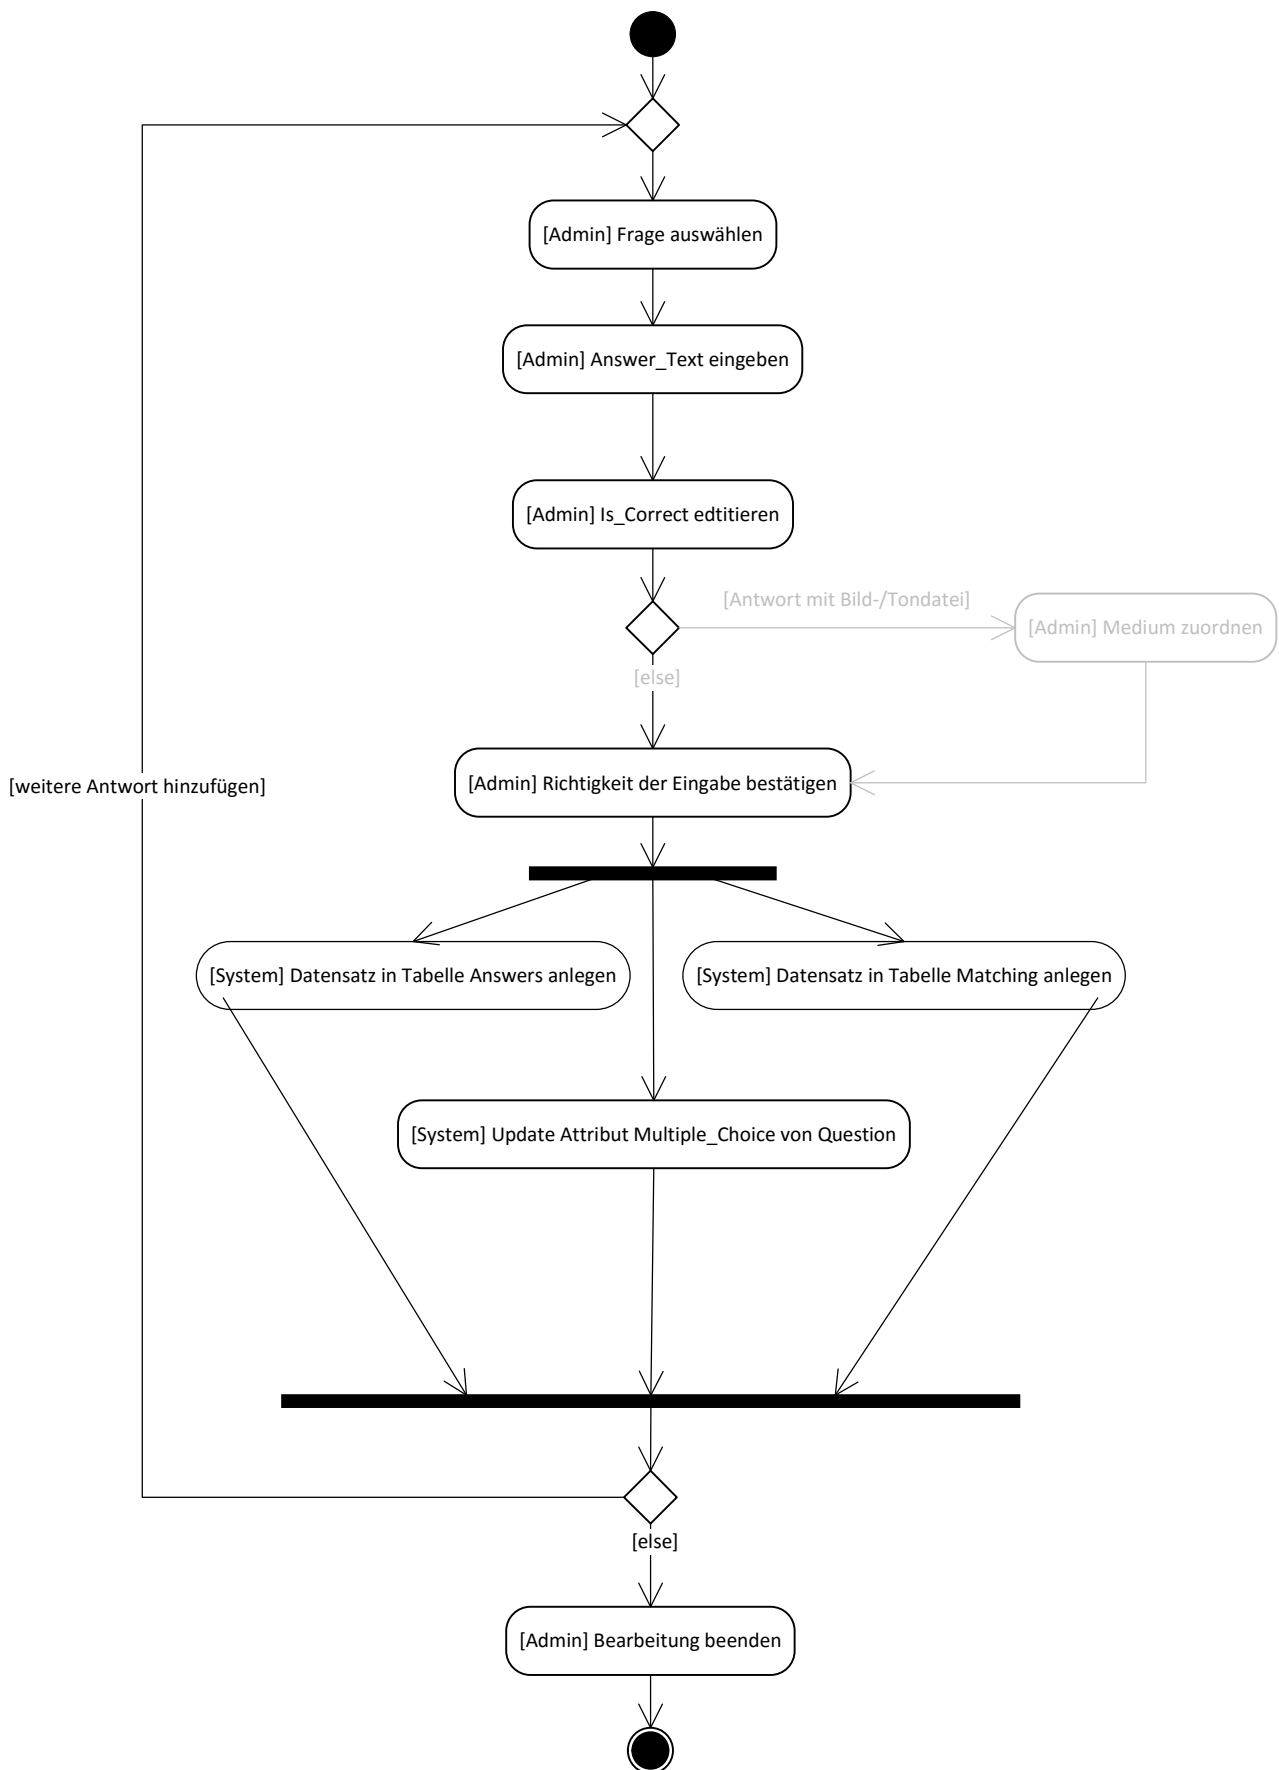 [Admin] Frage auswählen
[Admin] Answer_Text eingeben
[Admin] Is_Correct edtitieren
[Antwort mit Bild-/Tondatei]
[Admin] Medium zuordnen
[else]
[Admin] Richtigkeit der Eingabe bestätigen
[weitere Antwort hinzufügen]
[System] Datensatz in Tabelle Answers anlegen
[System] Datensatz in Tabelle Matching anlegen
[System] Update Attribut Multiple_Choice von Question
[else]
[Admin] Bearbeitung beenden